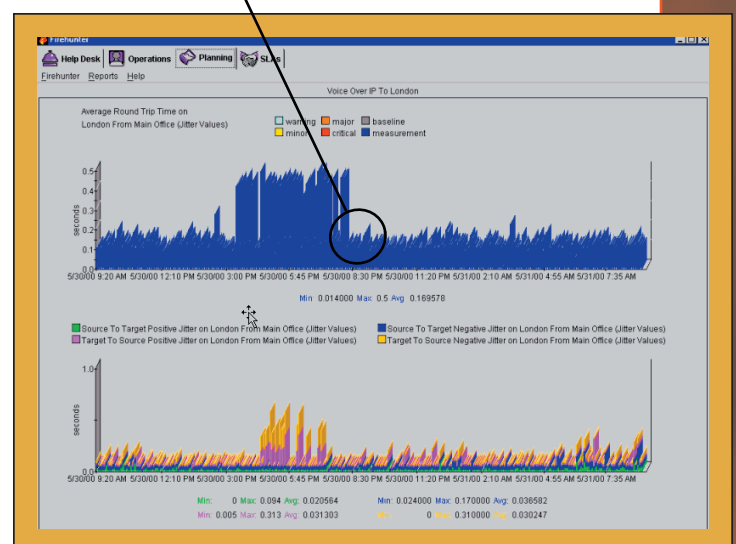 Firehunter
Help Desk Operations Planning SLAs
Firehunter Reports Help
Voice Over IP To London
Average Round Trip Time on
London From Main Office (Jitter Values)
warning major baseline
minor critical measurement
0.5
0.4
0.3
0.2
0.1
0.0
seconds
5/30/00 9:20 AM 5/30/00 12:10 PM 5/30/00 3:00 PM 5/30/00 5:45 PM 5/30/00 8:30 PM 5/30/00 11:20 PM 5/31/00 2:10 AM 5/31/00 4:55 AM 5/31/00 7:35 AM
Min 0.014000 Max: 0.5 Avg 0.169578
Source To Target Positive Jitter on London From Main Office (Jitter Values) Source To Target Negative Jitter on London From Main Office (Jitter Values)
Target To Source Positive Jitter on London From Main Office (Jitter Values) Target To Source Negative Jitter on London From Main Office (Jitter Values)
1.0
0.0
seconds
5/30/00 9:20 AM 5/30/00 12:10 PM 5/30/00 3:00 PM 5/30/00 5:45 PM 5/30/00 8:30 PM 5/30/00 11:20 PM 5/31/00 2:10 AM 5/31/00 4:55 AM 5/31/00 7:35 AM
Min: 0 Max: 0.094 Avg: 0.020564 Min: 0.024000 Max: 0.170000 Avg: 0.036582
Min: 0.005 Max: 0.313 Avg: 0.031303 0 0.310000 0.030247